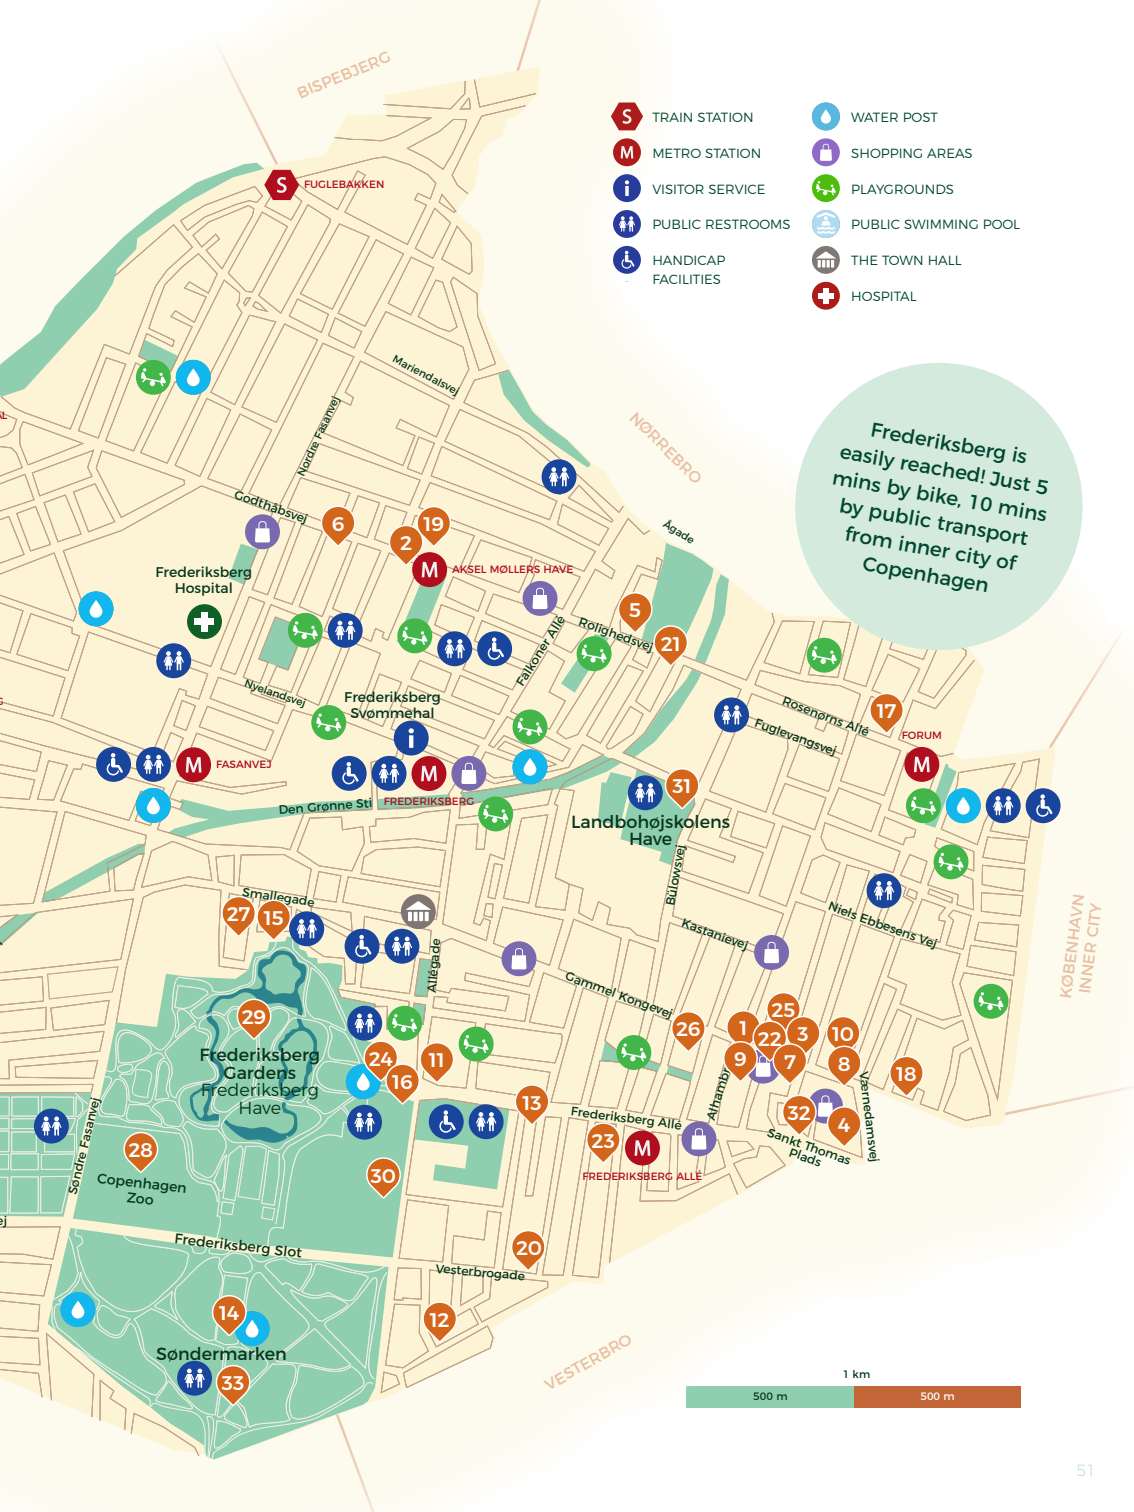 BISPEBJERG
S
TRAIN STATION
WATER POST
M
METRO STATION
SHOPPING AREAS
i
VISITOR SERVICE
PLAYGROUNDS
PUBLIC RESTROOMS
PUBLIC SWIMMING POOL
HANDICAP
FACILITIES
THE TOWN HALL
HOSPITAL
S
FUGLEBAKKEN
Mariendalsvej
Nordre Fasanvej
NØRREBRO
Frederiksberg is
easily reached! Just 5
mins by bike, 10 mins
by public transport
from inner city of
Copenhagen
Godthåbsvej
6
19
2
Ågade
M
AKSEL MØLLERS HAVE
Frederiksberg
Hospital
5
Rolighedsvej
21
Falkoner Allé
Nyelandsvej
Frederiksberg
Svømmehal
i
Rosenørns Allé
17
Fuglevangsvej
FORUM
M
M
FASANVEJ
M
FREDERIKSBERG
Den Grønne Sti
31
Landbohøjskolens
Have
Bülowsvej
Smallegade
27
15
Niels Ebbesens Vej
Kastanievej
KØBENHAVN
INNER CITY
Allégade
Gammel Kongevej
29
25
26
1
22
3
10
9
7
8
18
Frederiksberg
Gardens
Frederiksberg
Have
24
11
16
13
Alhambr
Værnedamsvej
32
4
Frederiksberg Allé
23
M
FREDERIKSBERG ALLÉ
Sankt Thomas
Plads
Søndre Fasanvej
28
Copenhagen
Zoo
30
ej
Frederiksberg Slot
20
Vesterbrogade
14
12
Søndermarken
33
VESTERBRO
1 km
500 m
500 m
51